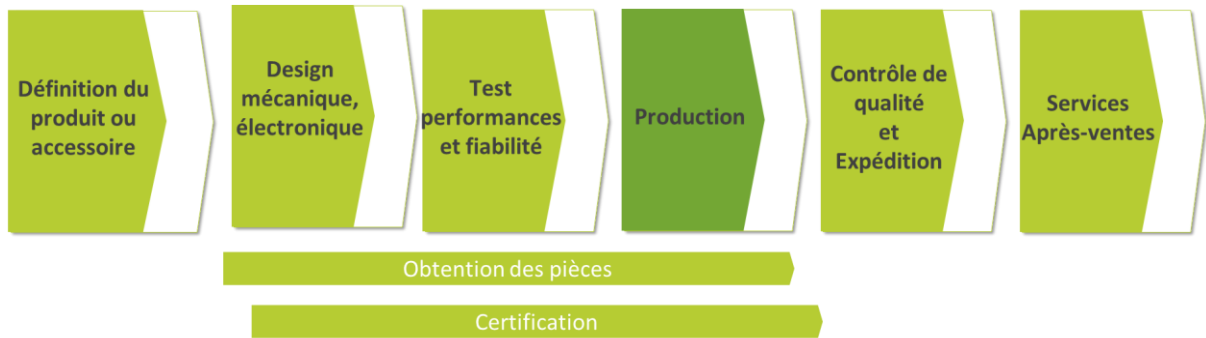 Définition du
produit ou
accessoire
Design
mécanique,
électronique
Test
performances
et fiabilité
Production
Contrôle de
qualité
et
Expédition
Services
Après-ventes
Obtention des pièces
Certification